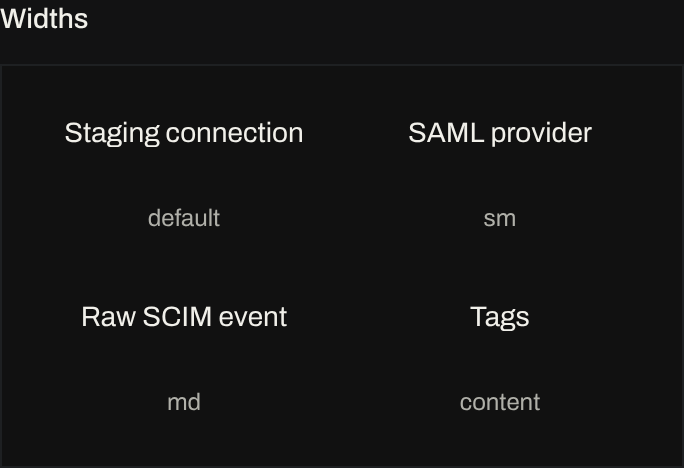 Widths
Staging connection
SAML provider
default
sm
Raw SCIM event
Tags
md
content